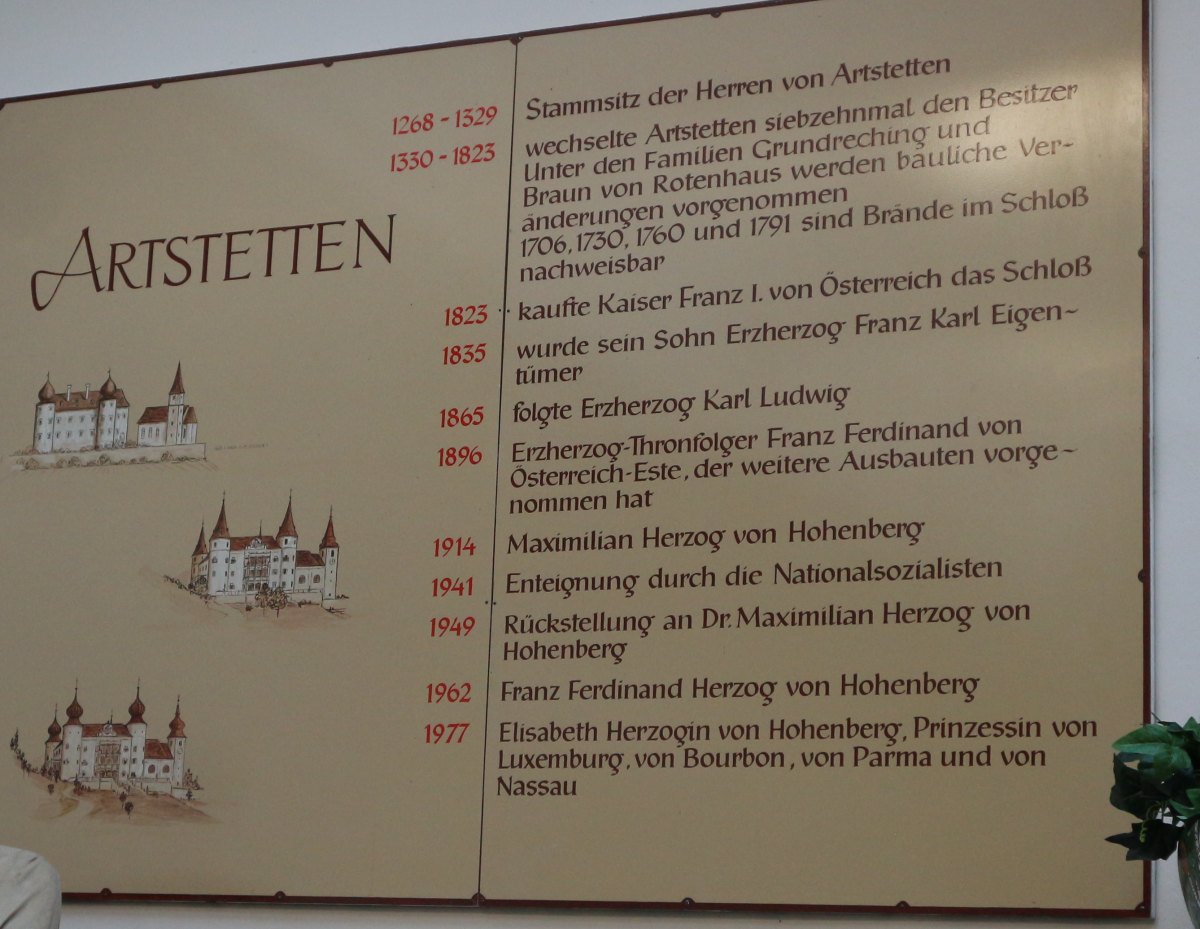 ARTSTETTEN
1268 - 1329 Stammsitz der Herren von Artstetten
1330 - 1823 wechselte Artstetten siebzehnmal den Besitzer
Unter den Familien Grundreching und
Braun von Rotenhaus werden bauliche Ver-
änderungen vorgenommen
1706, 1730, 1760 und 1791 sind Brände im Schloß
nachweisbar
1823 kaufte Kaiser Franz I. von Österreich das Schloß
1835 wurde sein Sohn Erzherzog Franz Karl Eigen-
tümer
1865 folgte Erzherzog Karl Ludwig
1896 Erzherzog-Thronfolger Franz Ferdinand von
Österreich-Este, der weitere Ausbauten vorge-
nommen hat
1914 Maximilian Herzog von Hohenberg
1941 Enteignung durch die Nationalsozialisten
1949 Rückstellung an Dr. Maximilian Herzog von
Hohenberg
1962 Franz Ferdinand Herzog von Hohenberg
1977 Elisabeth Herzogin von Hohenberg, Prinzessin von
Luxemburg, von Bourbon, von Parma und von
Nassau